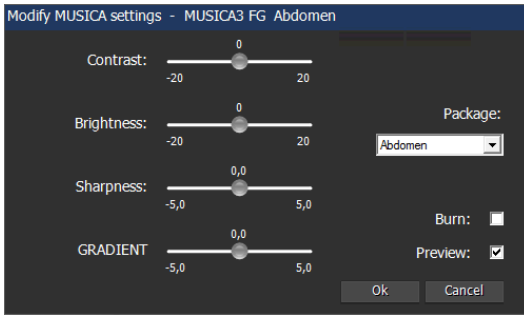 Modify MUSICA settings - MUSICA3 FG Abdomen
0
Contrast:
-20 20
0
Brightness:
-20 20
0,0
Sharpness:
-5,0 5,0
0,0
GRADIENT
-5,0 5,0
Package:
Abdomen
Burn:
Preview:
Ok Cancel